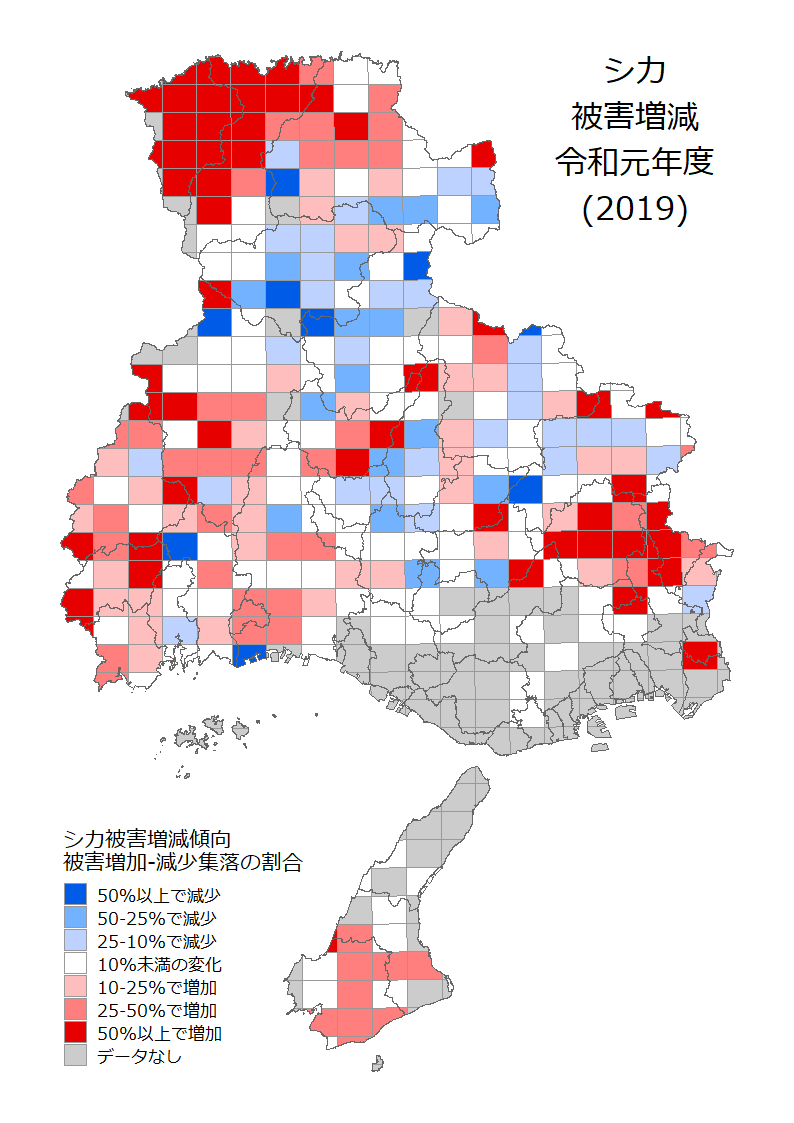 シカ
被害増減
令和元年度
(2019)
シカ被害増減傾向
被害増加-減少集落の割合
50%以上で減少
50-25%で減少
25-10%で減少
10%未満の変化
10-25%で増加
25-50%で増加
50%以上で増加
データなし